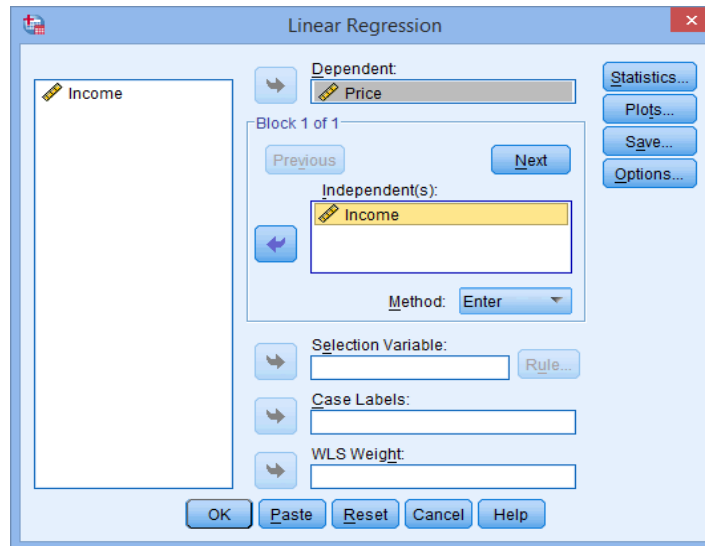 Linear Regression
Income
Dependent:
Price
Block 1 of 1
Previous
Next
Independent(s):
Income
Method:
Enter
Selection Variable:
Rule...
Case Labels:
WLS Weight:
Statistics...
Plots...
Save...
Options...
OK
Paste
Reset
Cancel
Help